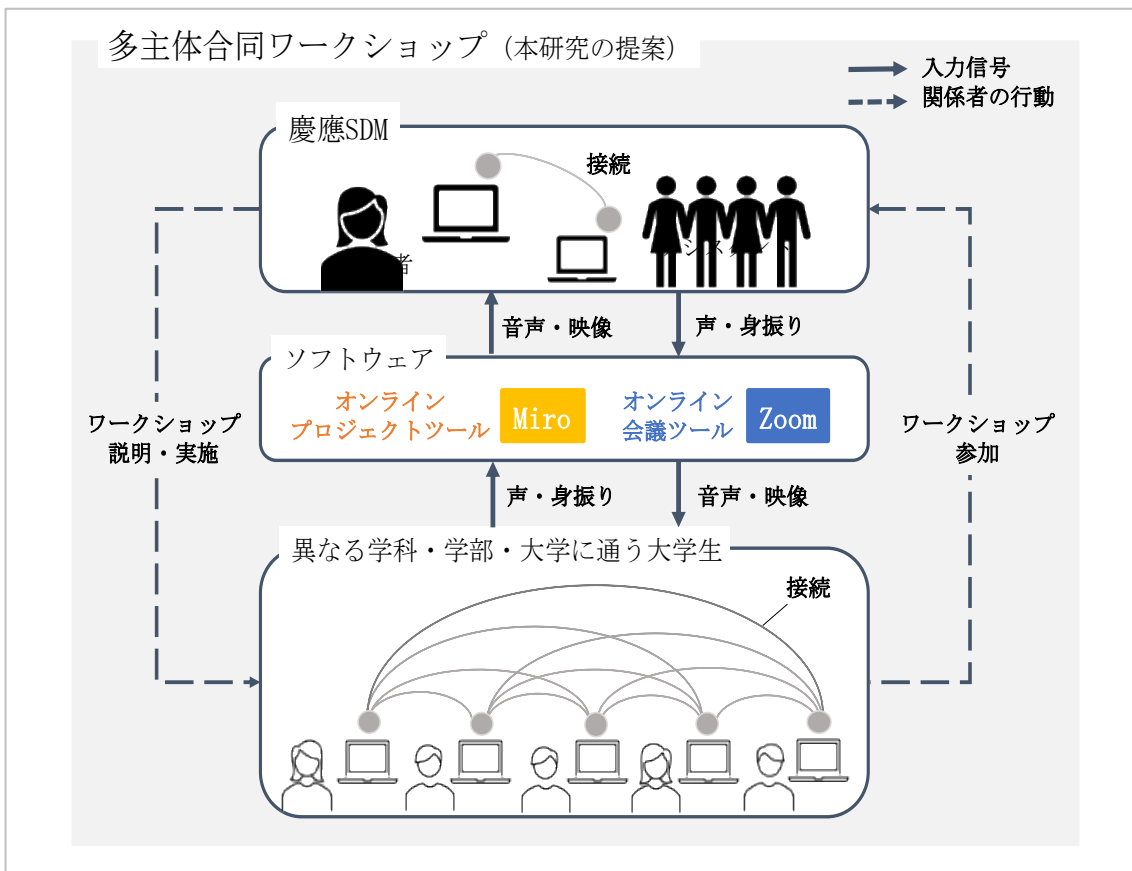 多主体合同ワークショップ（本研究の提案）
入力信号
関係者の行動
慶應SDM
接続
者
音声・映像
声・身振り
ソフトウェア
オンライン
プロジェクトツール
Miro
オンライン
会議ツール
Zoom
ワークショップ
説明・実施
ワークショップ
参加
声・身振り
音声・映像
異なる学科・学部・大学に通う大学生
接続